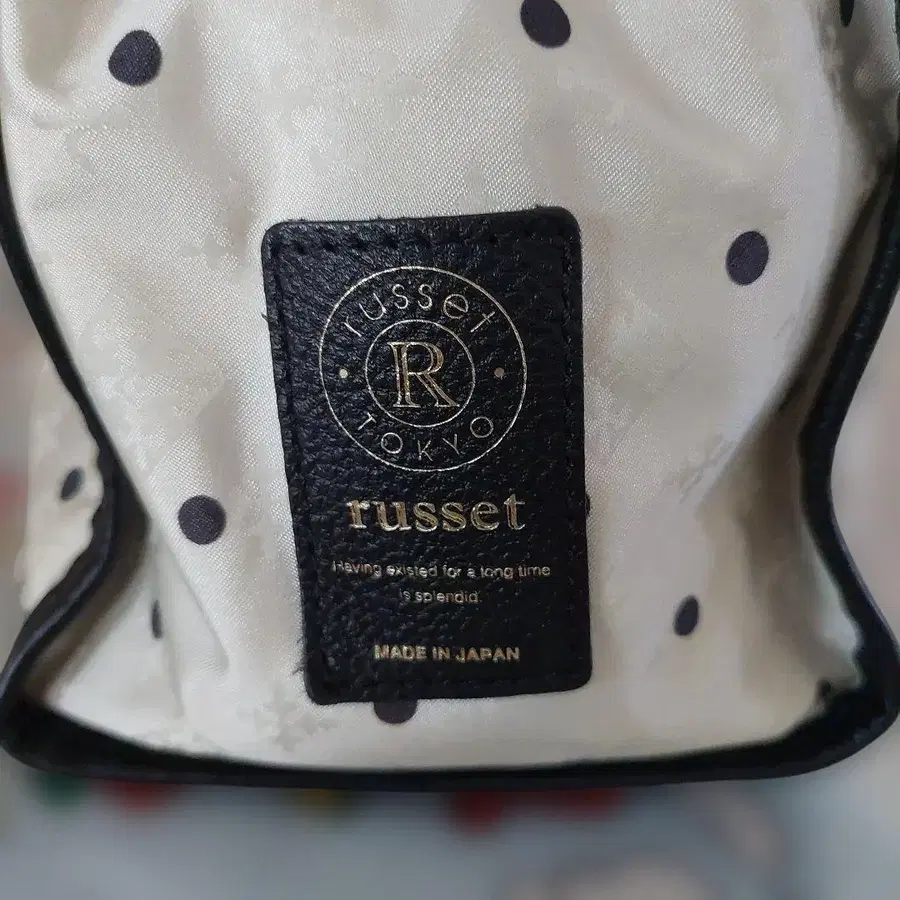 russet
R
TOKYO
russet
Having existed for a long time
is splendid.
MADE IN JAPAN